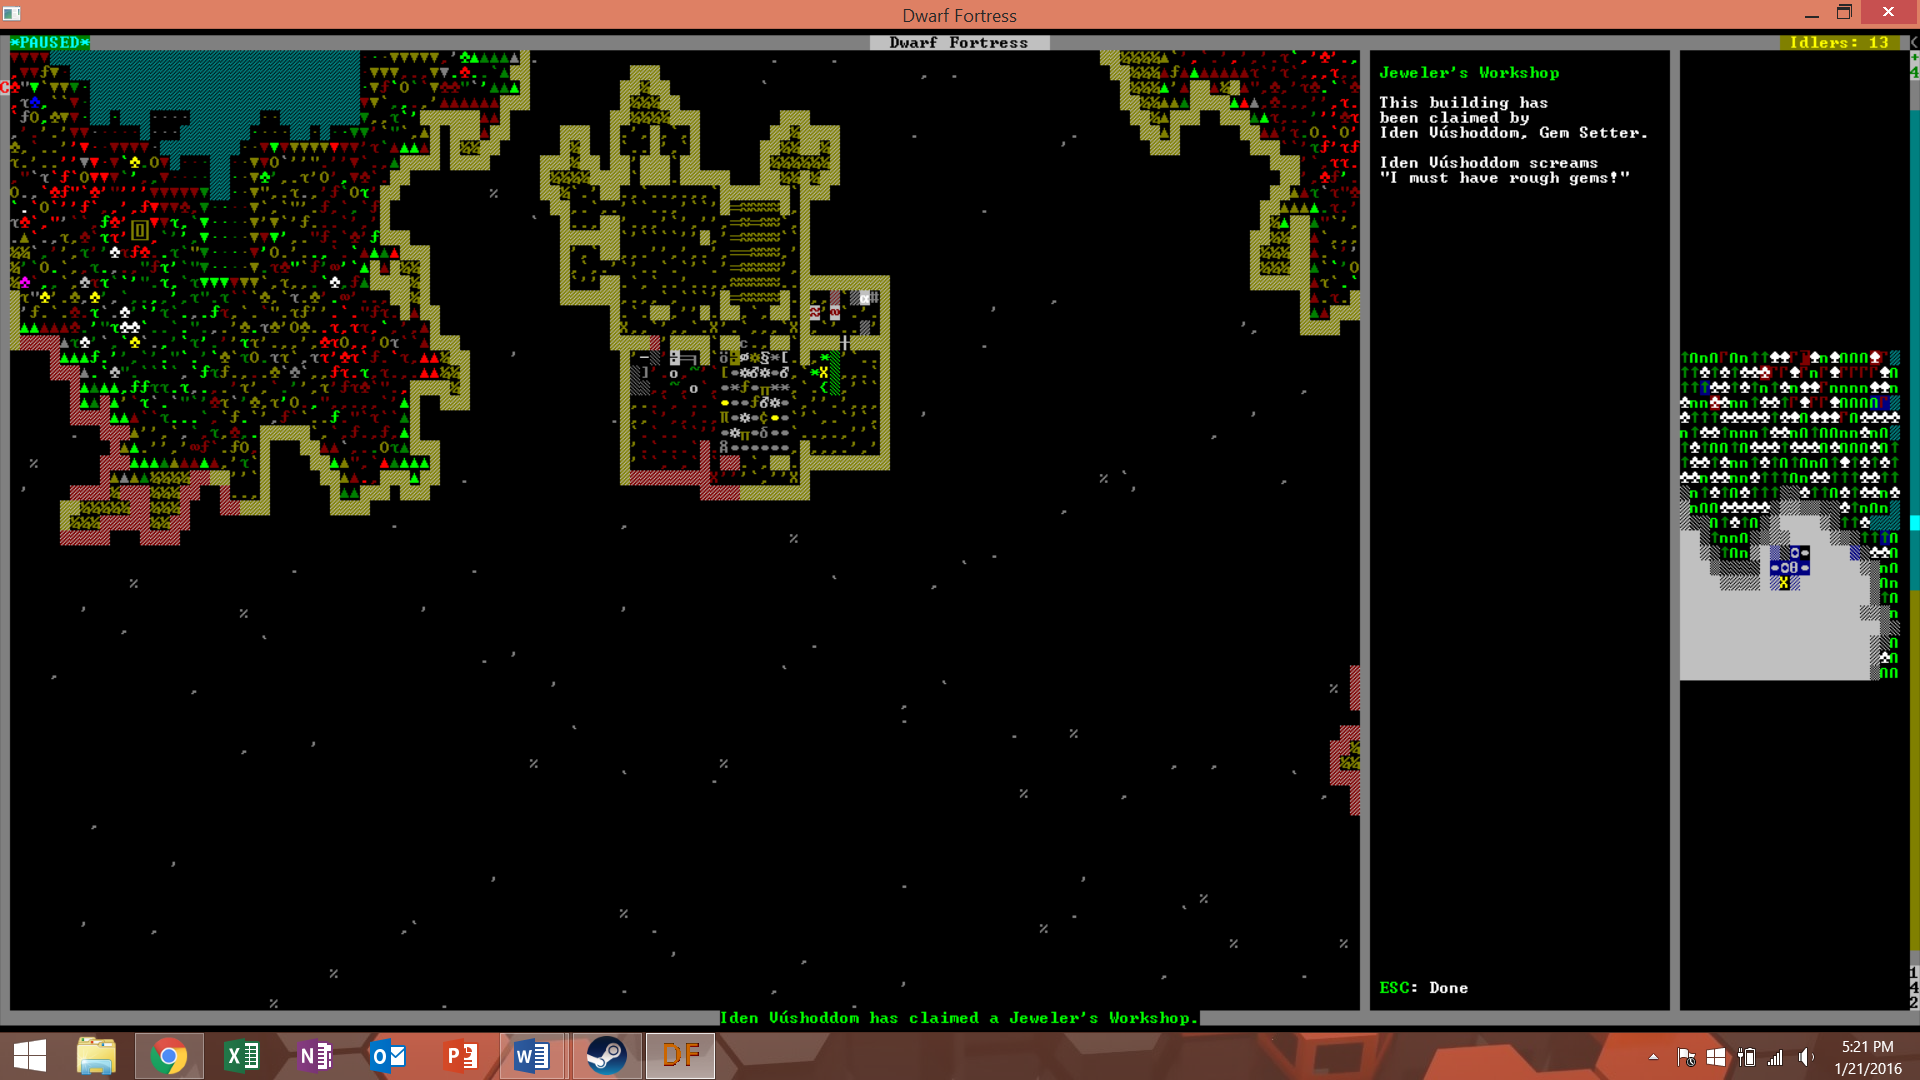 Dwarf Fortress
*PAUSED*
Dwarf Fortress
Idlers: 13
Jeweler's Workshop
This building has
been claimed by
Iden Vúshoddom, Gem Setter.
Iden Vúshoddom screams
"I must have rough gems!"
ESC: Done
Iden Vúshoddom has claimed a Jeweler's Workshop.
DF
5:21 PM
1/21/2016